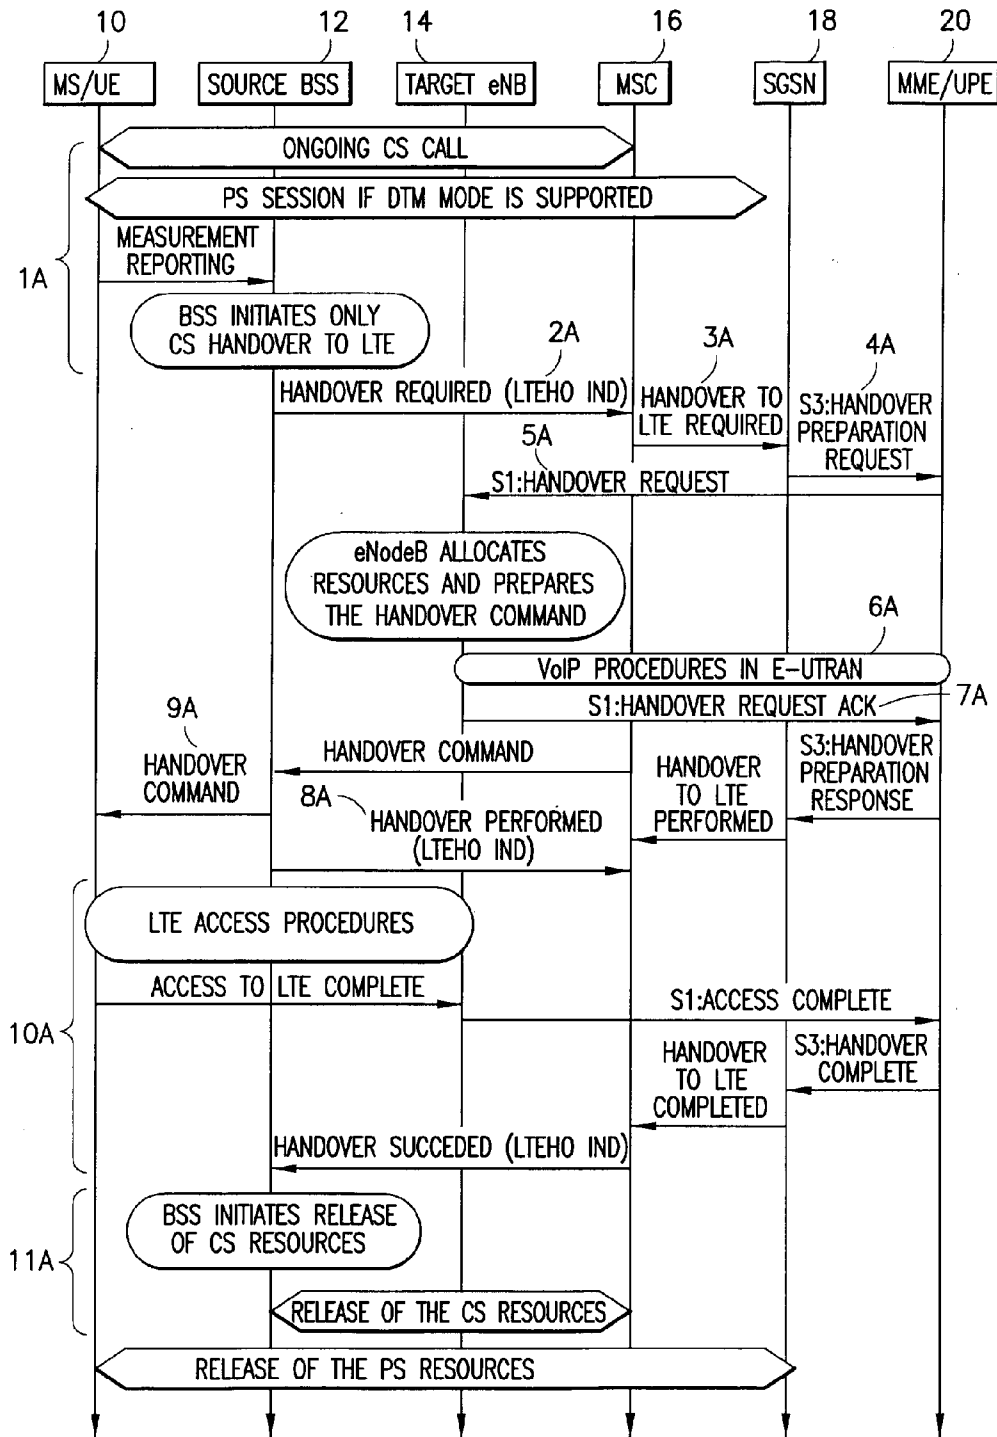 10
12
14
16
18
20
MS/UE
SOURCE BSS
TARGET eNB
MSC
SGSN
MME/UPE
ONGOING CS CALL
PS SESSION IF DTM MODE IS SUPPORTED
MEASUREMENT
REPORTING
1A
BSS INITIATES ONLY
CS HANDOVER TO LTE
2A
3A
4A
HANDOVER REQUIRED (LTEHO IND)
HANDOVER TO
LTE REQUIRED
S3:HANDOVER
PREPARATION
REQUEST
5A
S1:HANDOVER REQUEST
eNodeB ALLOCATES
RESOURCES AND PREPARES
THE HANDOVER COMMAND
6A
VoIP PROCEDURES IN E-UTRAN
S1:HANDOVER REQUEST ACK
7A
9A
HANDOVER
COMMAND
HANDOVER COMMAND
HANDOVER
TO LTE
PERFORMED
S3:HANDOVER
PREPARATION
RESPONSE
8A
HANDOVER PERFORMED
(LTEHO IND)
LTE ACCESS PROCEDURES
ACCESS TO LTE COMPLETE
S1:ACCESS COMPLETE
10A
HANDOVER
TO LTE
COMPLETED
S3:HANDOVER
COMPLETE
HANDOVER SUCCEDED (LTEHO IND)
BSS INITIATES RELEASE
OF CS RESOURCES
11A
RELEASE OF THE CS RESOURCES
RELEASE OF THE PS RESOURCES